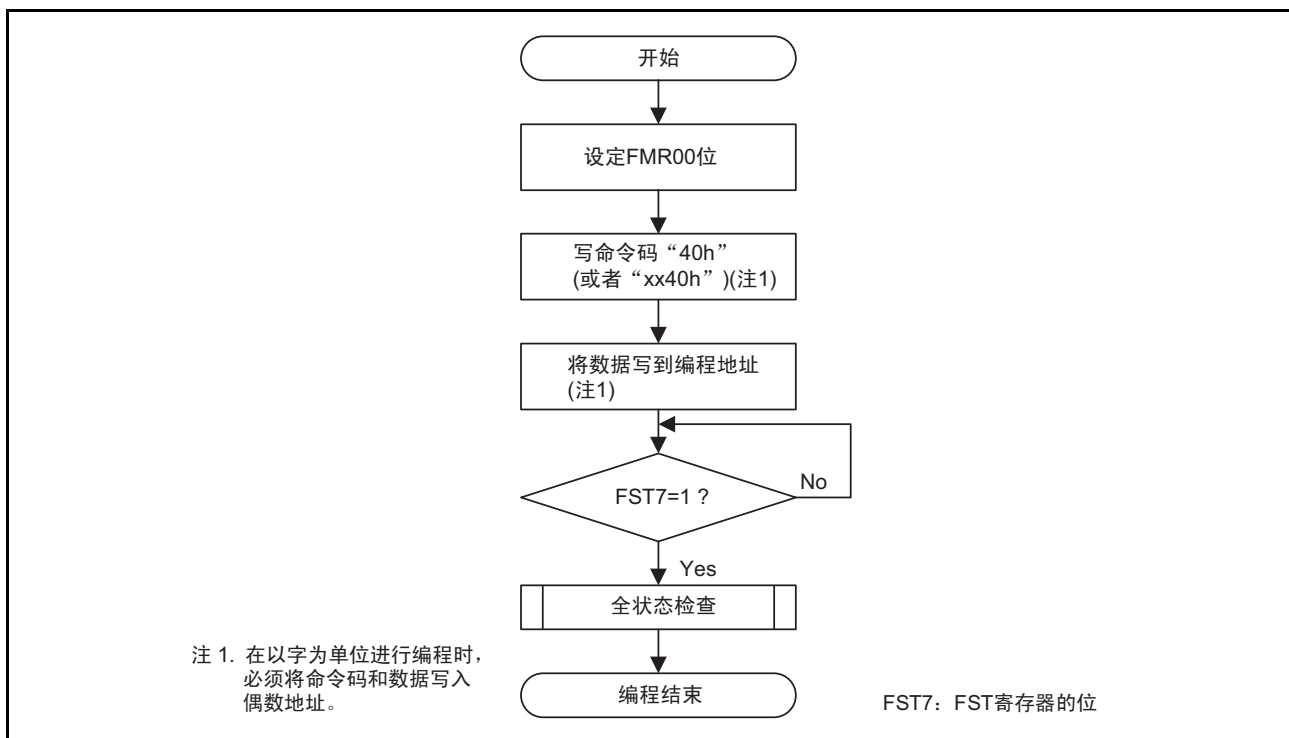 开始
设定FMR00位
写命令码“40h”
(或者“xx40h”)(注1)
将数据写到编程地址
(注1)
FST7=1 ?
No
Yes
全状态检查
编程结束
注 1. 在以字为单位进行编程时，
必须将命令码和数据写入
偶数地址。
FST7：FST寄存器的位